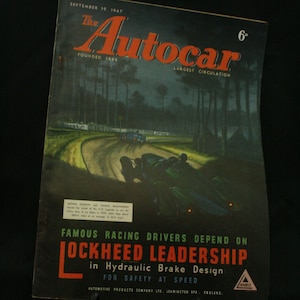 SEPTEMBER 19, 1947
The
Autocar
6D
FOUNDED 1895
LARGEST CIRCULATION
FAMOUS RACING DRIVERS DEPEND ON
LOCKHEED LEADERSHIP
in Hydraulic Brake Design
FOR SAFETY AT SPEED
AUTOMOTIVE PRODUCTS COMPANY LTD., LEAMINGTON SPA, ENGLAND.